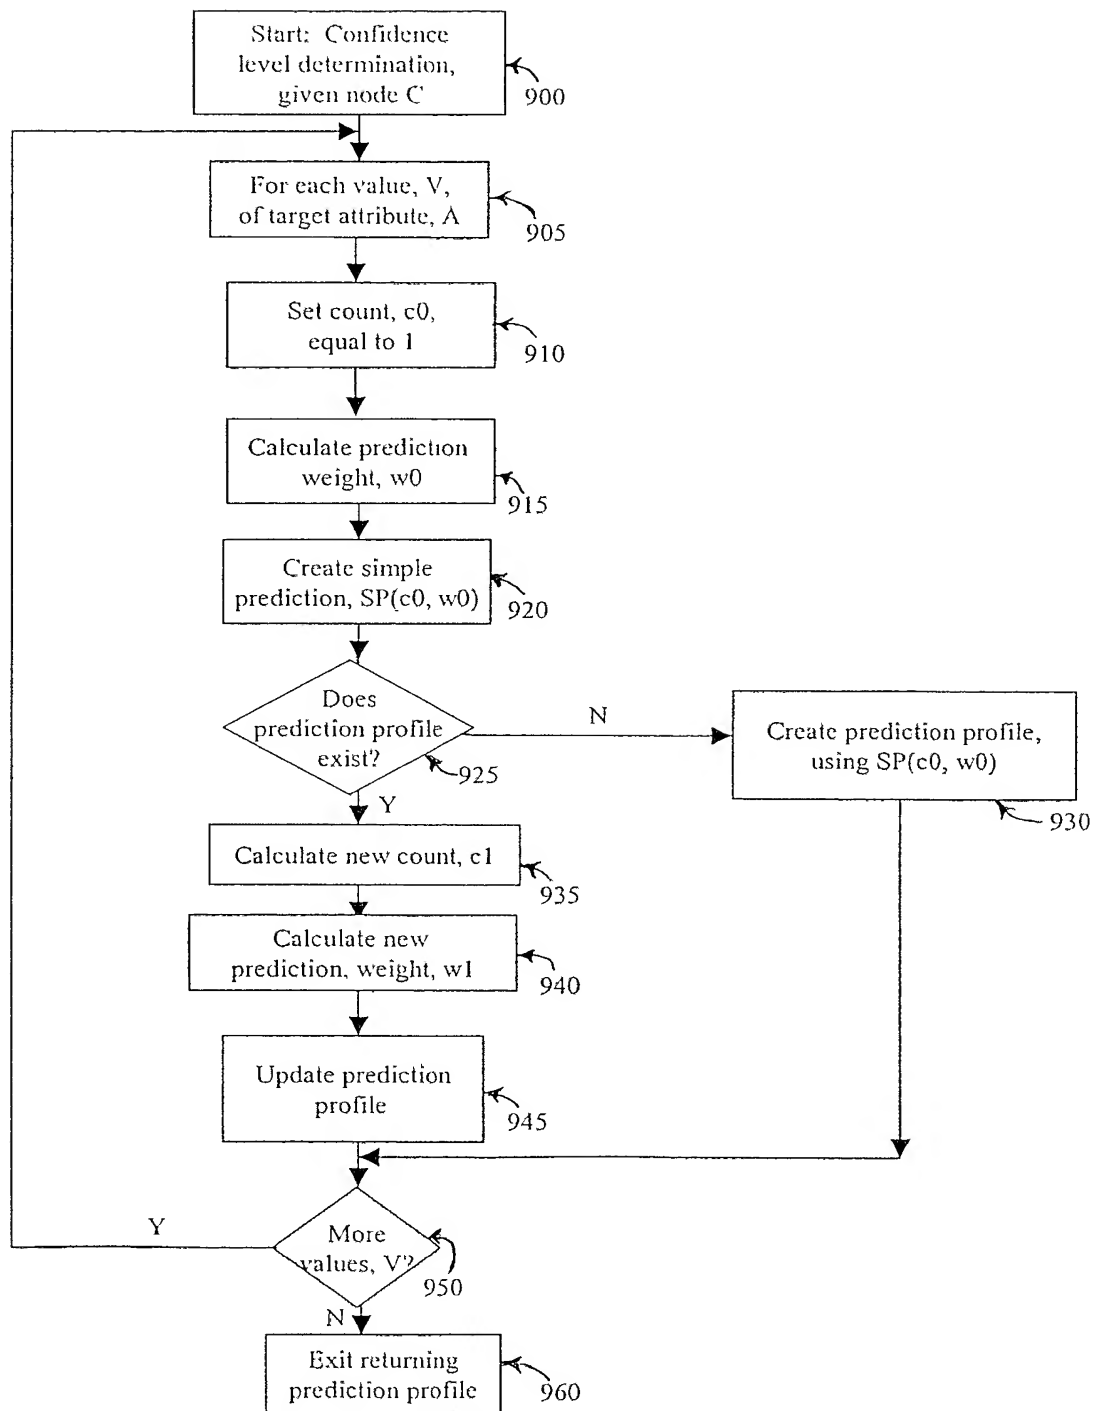 Start: Confidence
level determination,
given node C
900
For each value, V,
of target attribute, A
905
Set count, c0,
equal to 1
910
Calculate prediction
weight, w0
915
Create simple
prediction, SP(c0, w0)
920
Does
prediction profile
exist?
925
N
Create prediction profile,
using SP(c0, w0)
930
Y
Calculate new count, c1
935
Calculate new
prediction, weight, w1
940
Update prediction
profile
945
Y
More
values, V?
950
N
Exit returning
prediction profile
960